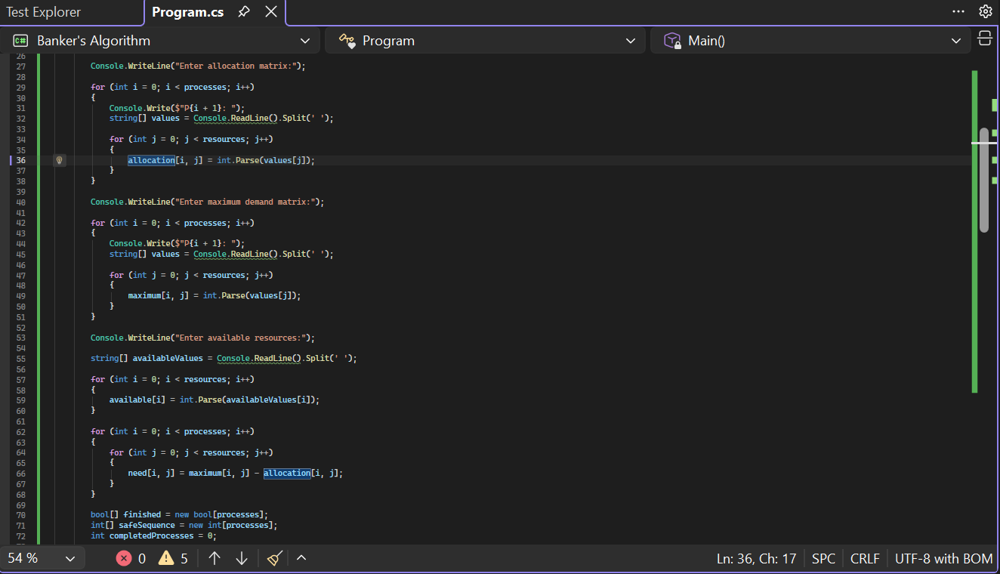 Test Explorer Program.cs
C# Banker's Algorithm Program Main()
26
27 Console.WriteLine("Enter allocation matrix:");
28
29 for (int i = 0; i < processes; i++)
30 {
31 Console.Write($"P{i + 1}: ");
32 string[] values = Console.ReadLine().Split(' ');
33
34 for (int j = 0; j < resources; j++)
35 {
36 allocation[i, j] = int.Parse(values[j]);
37 }
38 }
39
40 Console.WriteLine("Enter maximum demand matrix:");
41
42 for (int i = 0; i < processes; i++)
43 {
44 Console.Write($"P{i + 1}: ");
45 string[] values = Console.ReadLine().Split(' ');
46
47 for (int j = 0; j < resources; j++)
48 {
49 maximum[i, j] = int.Parse(values[j]);
50 }
51 }
52
53 Console.WriteLine("Enter available resources:");
54
55 string[] availableValues = Console.ReadLine().Split(' ');
56
57 for (int i = 0; i < resources; i++)
58 {
59 available[i] = int.Parse(availableValues[i]);
60 }
61
62 for (int i = 0; i < processes; i++)
63 {
64 for (int j = 0; j < resources; j++)
65 {
66 need[i, j] = maximum[i, j] - allocation[i, j];
67 }
68 }
69
70 bool[] finished = new bool[processes];
71 int[] safeSequence = new int[processes];
72 int completedProcesses = 0;
54 % 0 5 Ln: 36, Ch: 17 SPC CRLF UTF-8 with BOM